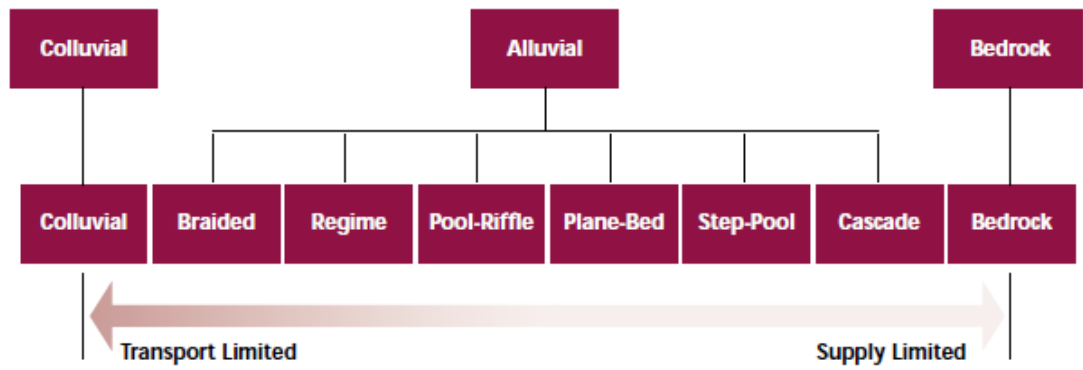 Colluvial Alluvial Bedrock
Colluvial Braided Regime Pool-Riffle Plane-Bed Step-Pool Cascade Bedrock
Transport Limited Supply Limited